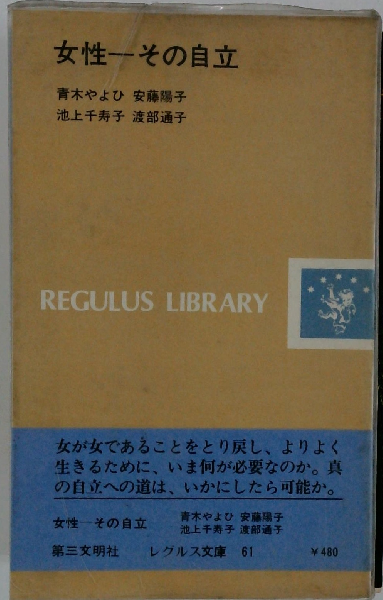 女性―その自立
青木やよひ 安藤陽子
池上千寿子 渡部通子
REGULUS LIBRARY
女が女であることをとり戻し、よりよく
生きるために、いま何が必要なのか。真
の自立への道は、いかにしたら可能か。
女性―その自立 青木やよひ 安藤陽子
池上千寿子 渡部通子
第三文明社 レグルス文庫 61 ￥480